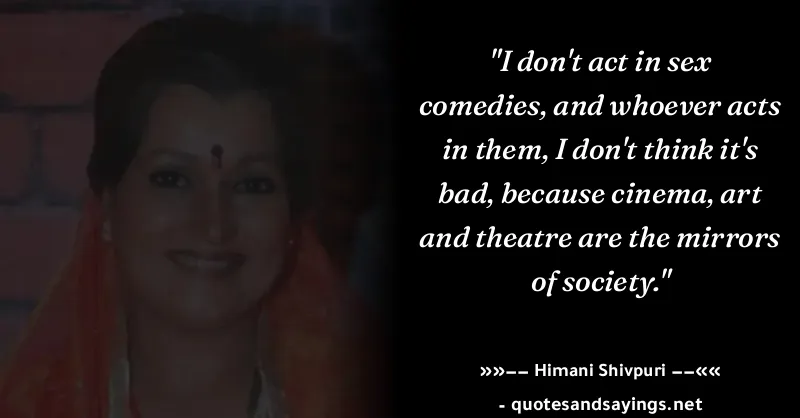 "I don't act in sex
comedies, and whoever acts
in them, I don't think it's
bad, because cinema, art
and theatre are the mirrors
of society."
»»−− Himani Shivpuri −−««
- quotesandsayings.net